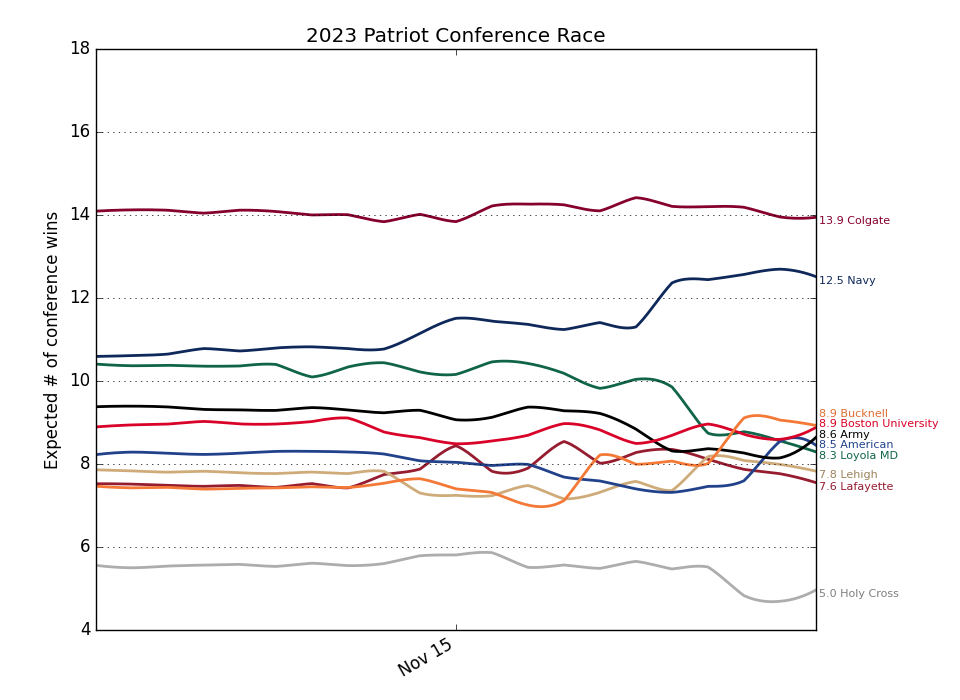 2023 Patriot Conference Race
Expected # of conference wins
18
16
14
12
10
8
6
4
Nov 15
13.9 Colgate
12.5 Navy
8.9 Bucknell
8.9 Boston University
8.6 Army
8.5 American
8.3 Loyola MD
7.8 Lehigh
7.6 Lafayette
5.0 Holy Cross